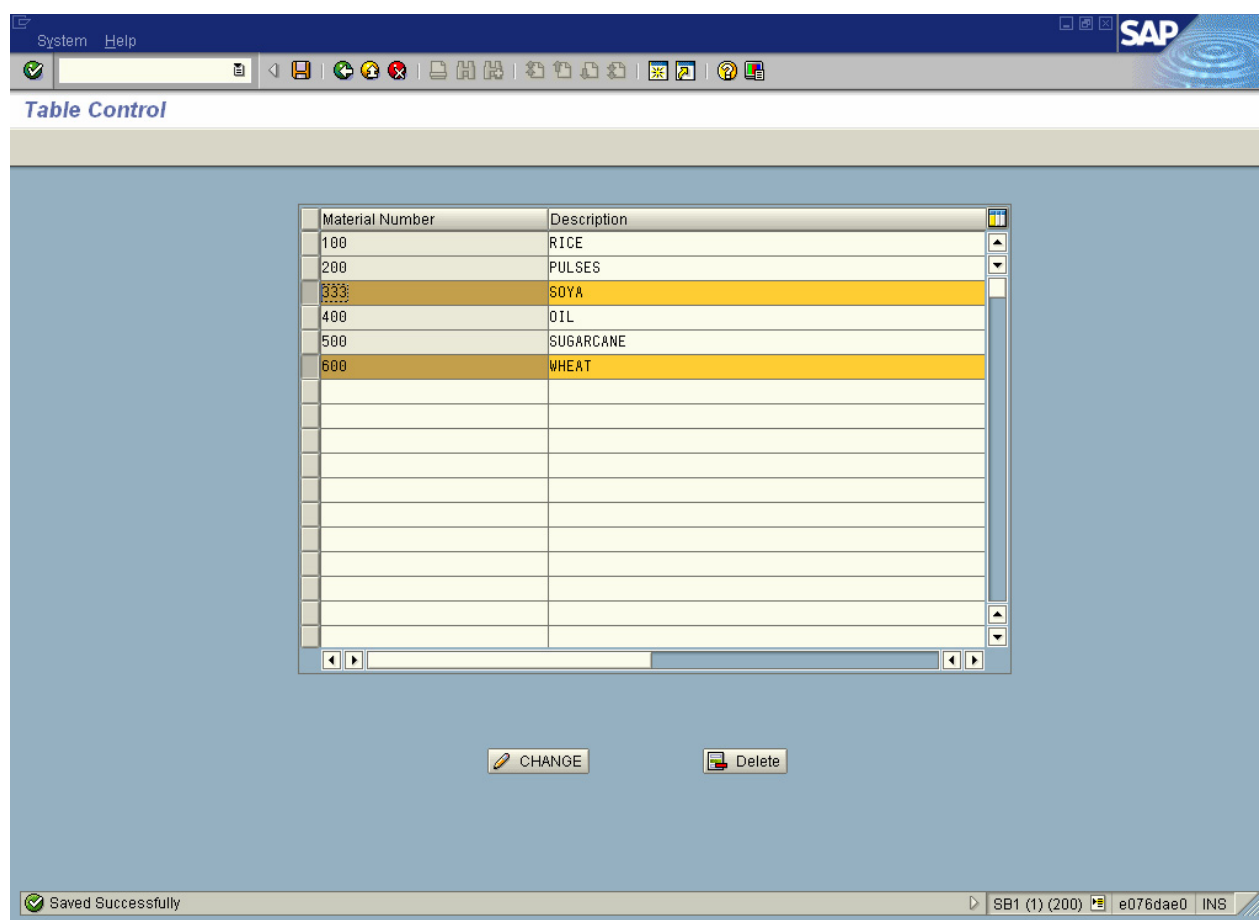 System Help
SAP
Table Control
Material Number Description
100 RICE
200 PULSES
333 SOYA
400 OIL
500 SUGARCANE
600 WHEAT
CHANGE Delete
Saved Successfully SB1 (1) (200) e076dae0 INS